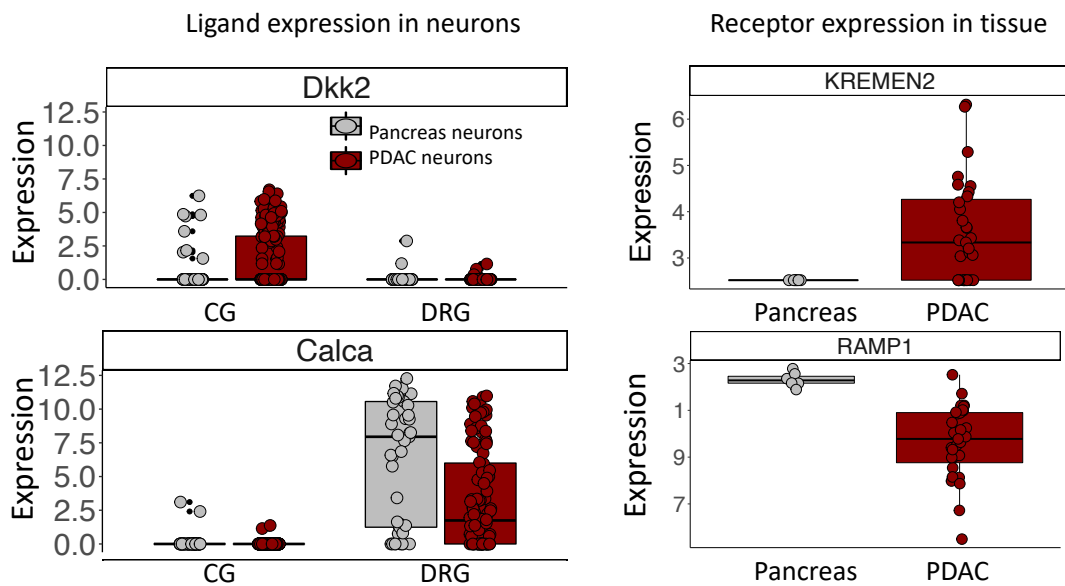 Ligand expression in neurons
Receptor expression in tissue
Dkk2
Expression
12.5
10.0
7.5
5.0
2.5
0.0
Pancreas neurons
PDAC neurons
CG
DRG
KREMEN2
Expression
6
5
4
3
2
Pancreas
PDAC
Calca
Expression
12.5
10.0
7.5
5.0
2.5
0.0
CG
DRG
RAMP1
Expression
3
1
9
7
Pancreas
PDAC